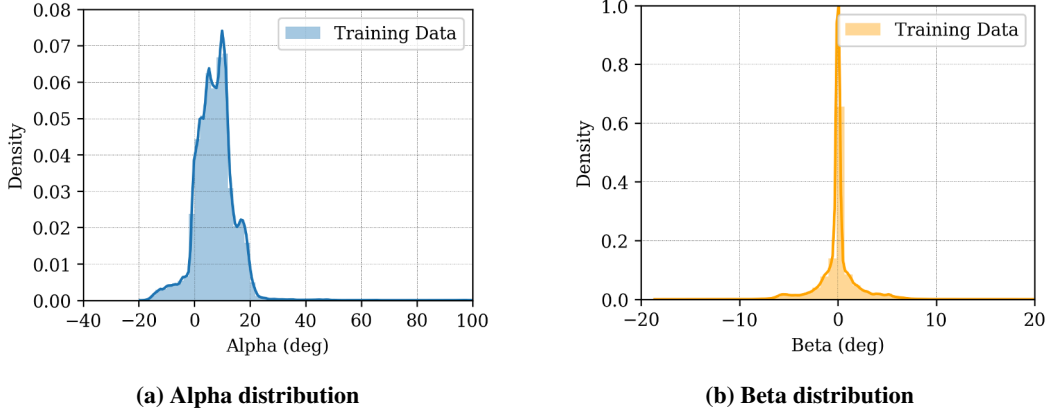 0.08
0.07
0.06
0.05
0.04
0.03
0.02
0.01
0.00
Density
Training Data
−40 −20 0 20 40 60 80 100
Alpha (deg)
(a) Alpha distribution
1.0
0.8
0.6
0.4
0.2
0.0
Density
Training Data
−20 −10 0 10 20
Beta (deg)
(b) Beta distribution